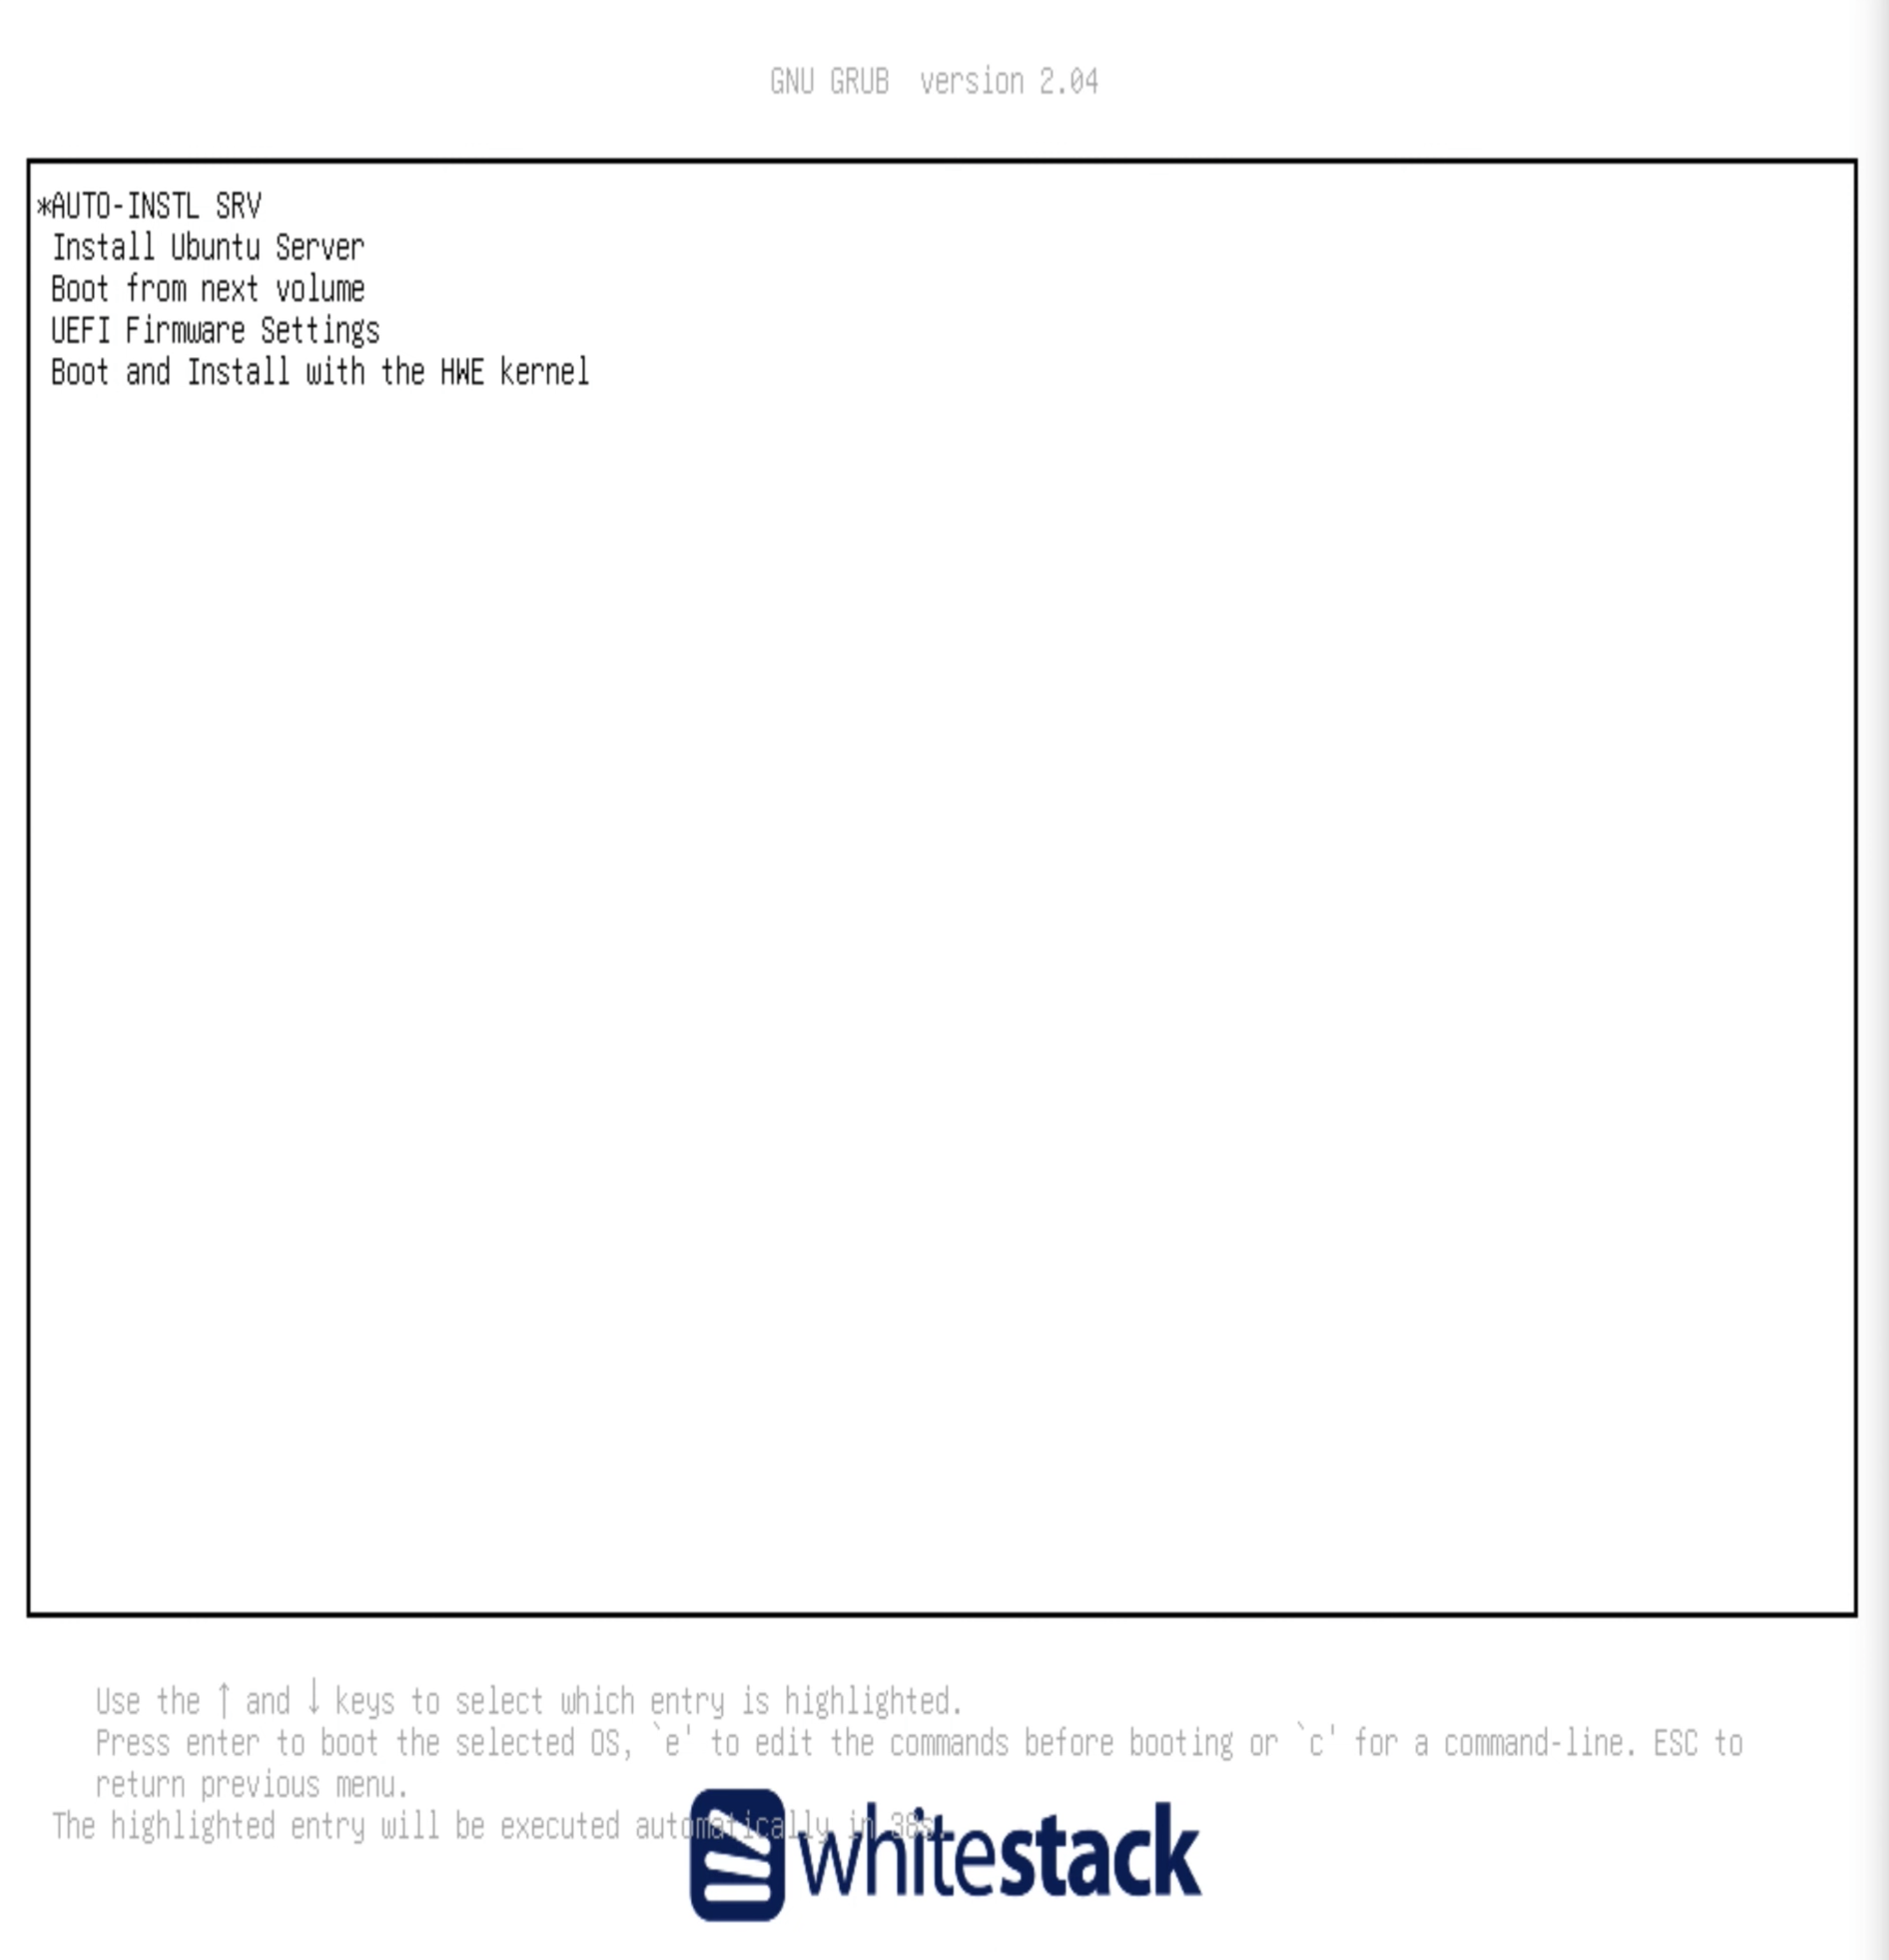 GNU GRUB  version 2.04
*AUTO-INSTL SRV
Install Ubuntu Server
Boot from next volume
UEFI Firmware Settings
Boot and Install with the HWE kernel
Use the ↑ and ↓ keys to select which entry is highlighted.
Press enter to boot the selected OS, `e' to edit the commands before booting or `c' for a command-line. ESC to
return previous menu.
The highlighted entry will be executed automatically in 38s.
whitestack